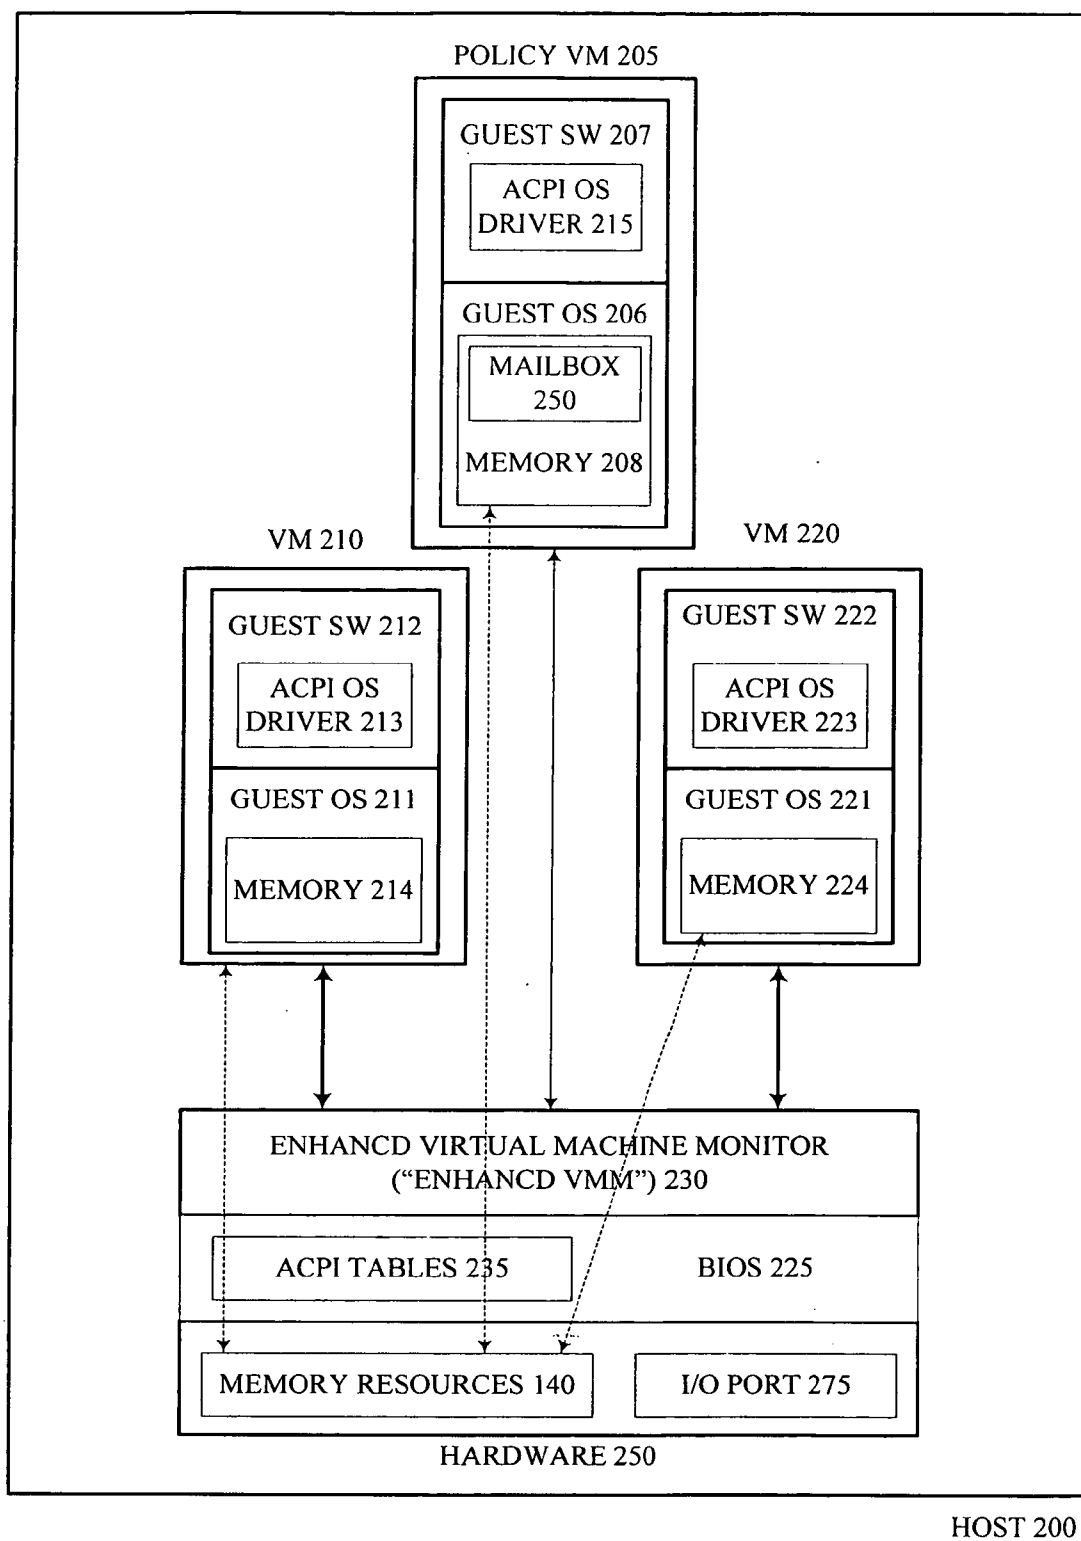 POLICY VM 205
GUEST SW 207
ACPI OS
DRIVER 215
GUEST OS 206
MAILBOX
250
MEMORY 208
VM 210
GUEST SW 212
ACPI OS
DRIVER 213
GUEST OS 211
MEMORY 214
VM 220
GUEST SW 222
ACPI OS
DRIVER 223
GUEST OS 221
MEMORY 224
ENHANCD VIRTUAL MACHINE MONITOR
(“ENHANCD VMM”) 230
ACPI TABLES 235
BIOS 225
MEMORY RESOURCES 140
I/O PORT 275
HARDWARE 250
HOST 200